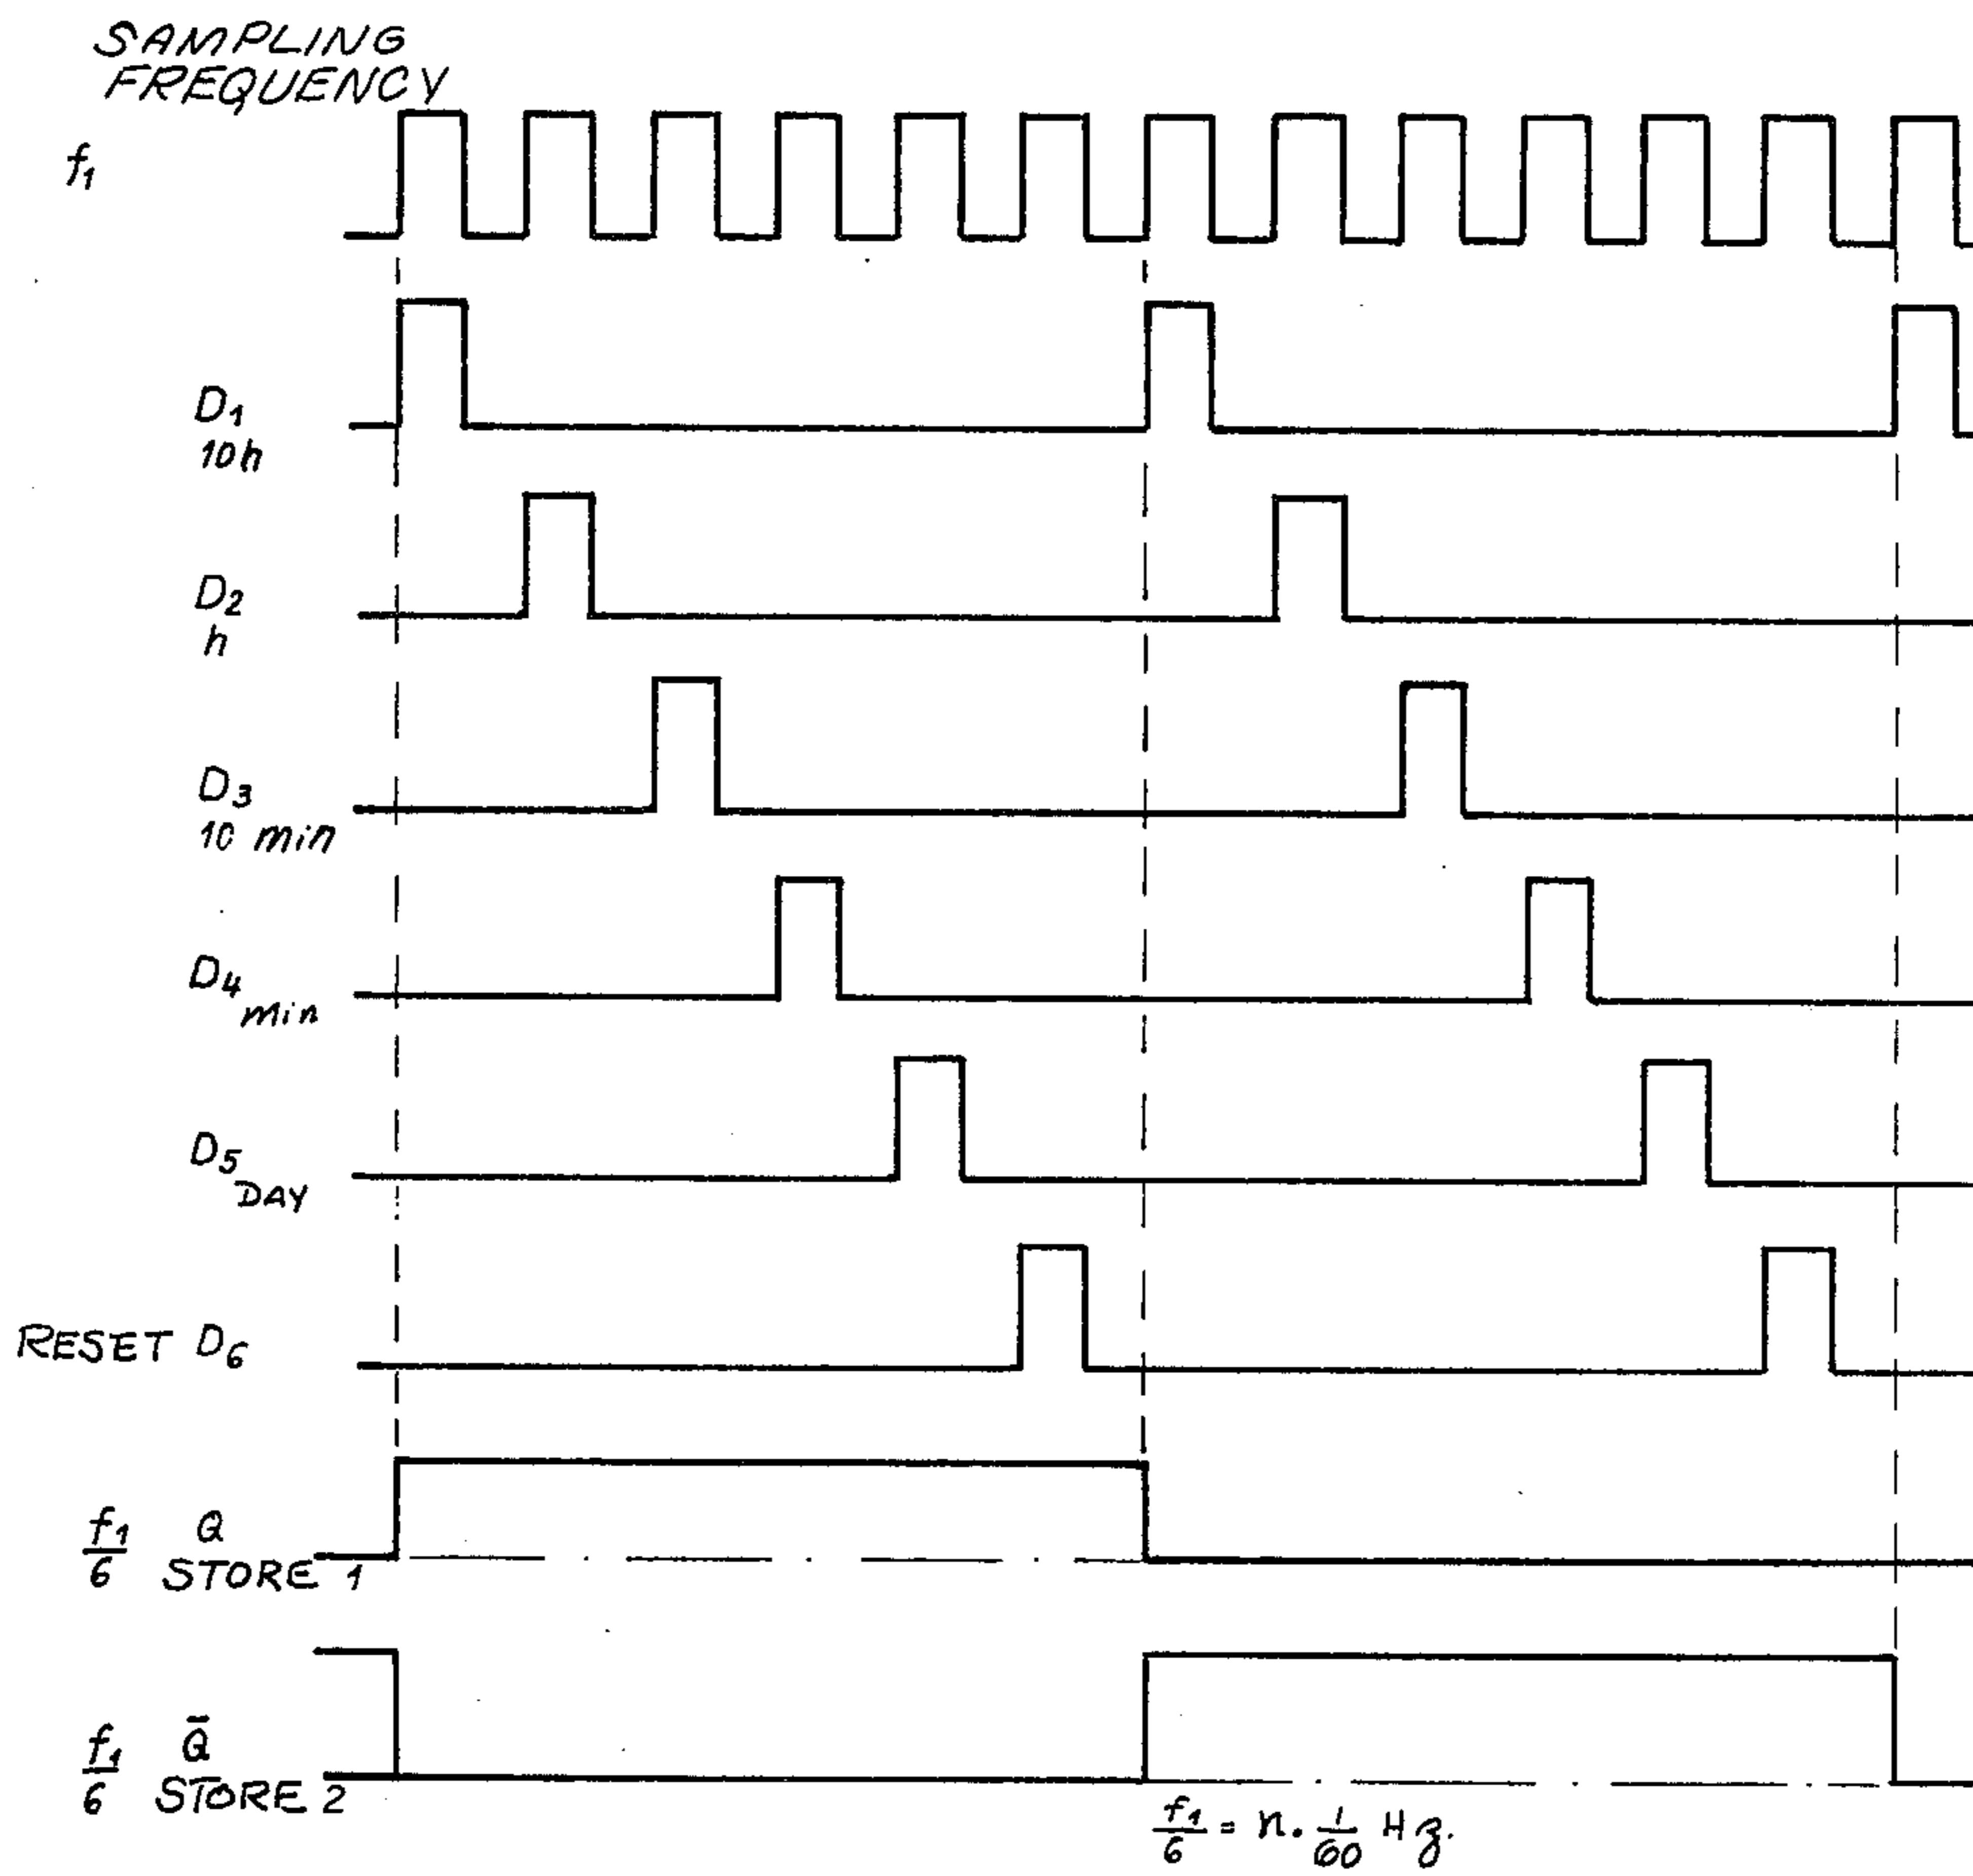 SAMPLING
FREQUENCY
f₁
D₁
10h
D₂
h
D₃
10 min
D₄
min
D₅
DAY
RESET D₆
f₁/6 Q
STORE 1
f₁/6 Q̄
STORE 2
f₁/6 = n. 1/60 Hz.